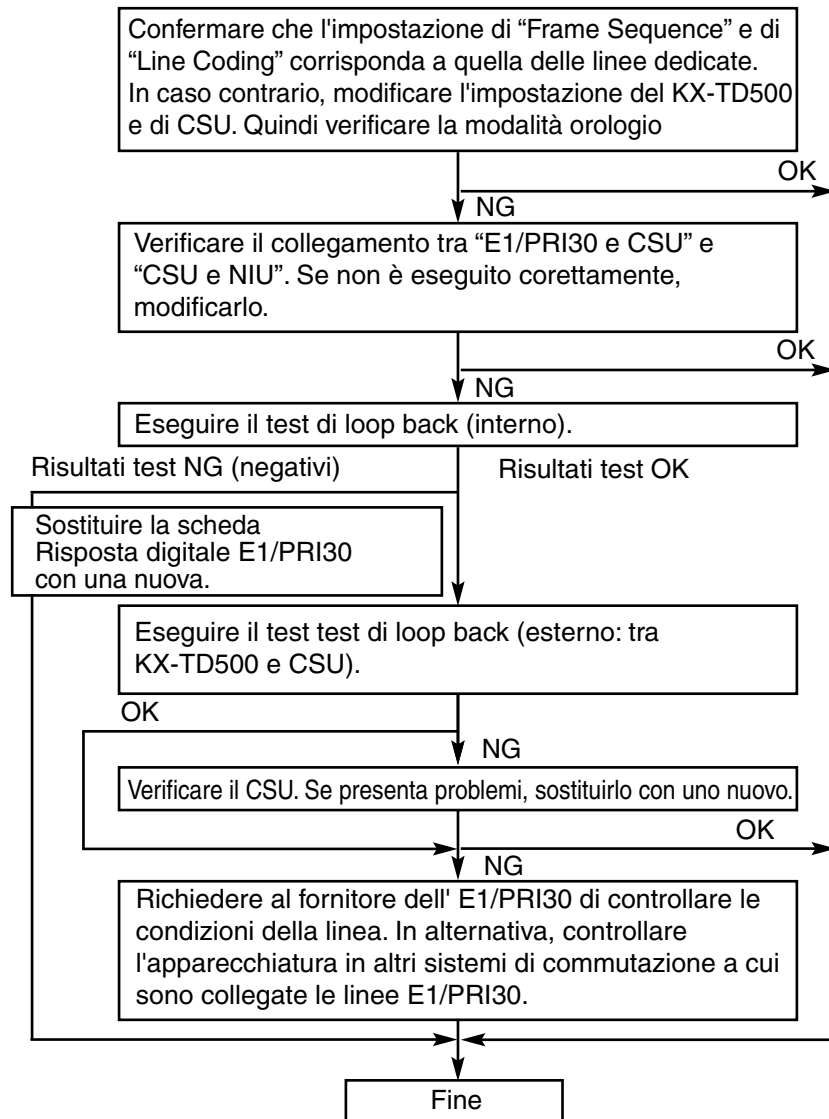 Confermare che l'impostazione di “Frame Sequence” e di
“Line Coding” corrisponda a quella delle linee dedicate.
In caso contrario, modificare l'impostazione del KX-TD500
e di CSU. Quindi verificare la modalità orologio
OK
NG
Verificare il collegamento tra “E1/PRI30 e CSU” e
“CSU e NIU”. Se non è eseguito corettamente,
modificarlo.
OK
NG
Eseguire il test di loop back (interno).
Risultati test NG (negativi)
Risultati test OK
Sostituire la scheda
Risposta digitale E1/PRI30
con una nuova.
Eseguire il test test di loop back (esterno: tra
KX-TD500 e CSU).
OK
NG
Verificare il CSU. Se presenta problemi, sostituirlo con uno nuovo.
OK
NG
Richiedere al fornitore dell' E1/PRI30 di controllare le
condizioni della linea. In alternativa, controllare
l'apparecchiatura in altri sistemi di commutazione a cui
sono collegate le linee E1/PRI30.
Fine